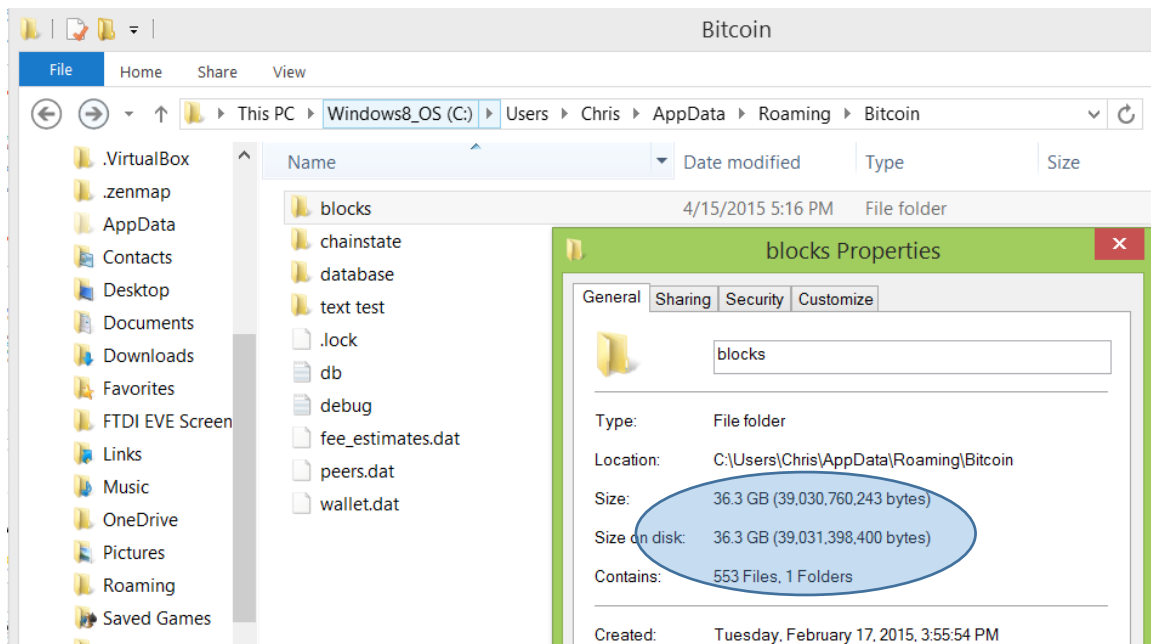 Bitcoin
File Home Share View
This PC Windows8_OS (C:) Users Chris AppData Roaming Bitcoin
.VirtualBox
.zenmap
AppData
Contacts
Desktop
Documents
Downloads
Favorites
FTDI EVE Screen
Links
Music
OneDrive
Pictures
Roaming
Saved Games
Name Date modified Type Size
blocks 4/15/2015 5:16 PM File folder
chainstate
database
text test
.lock
db
debug
fee_estimates.dat
peers.dat
wallet.dat
blocks Properties
General Sharing Security Customize
blocks
Type: File folder
Location: C:\Users\Chris\AppData\Roaming\Bitcoin
Size: 36.3 GB (39,030,760,243 bytes)
Size on disk: 36.3 GB (39,031,398,400 bytes)
Contains: 553 Files, 1 Folders
Created: Tuesday, February 17, 2015, 3:55:54 PM